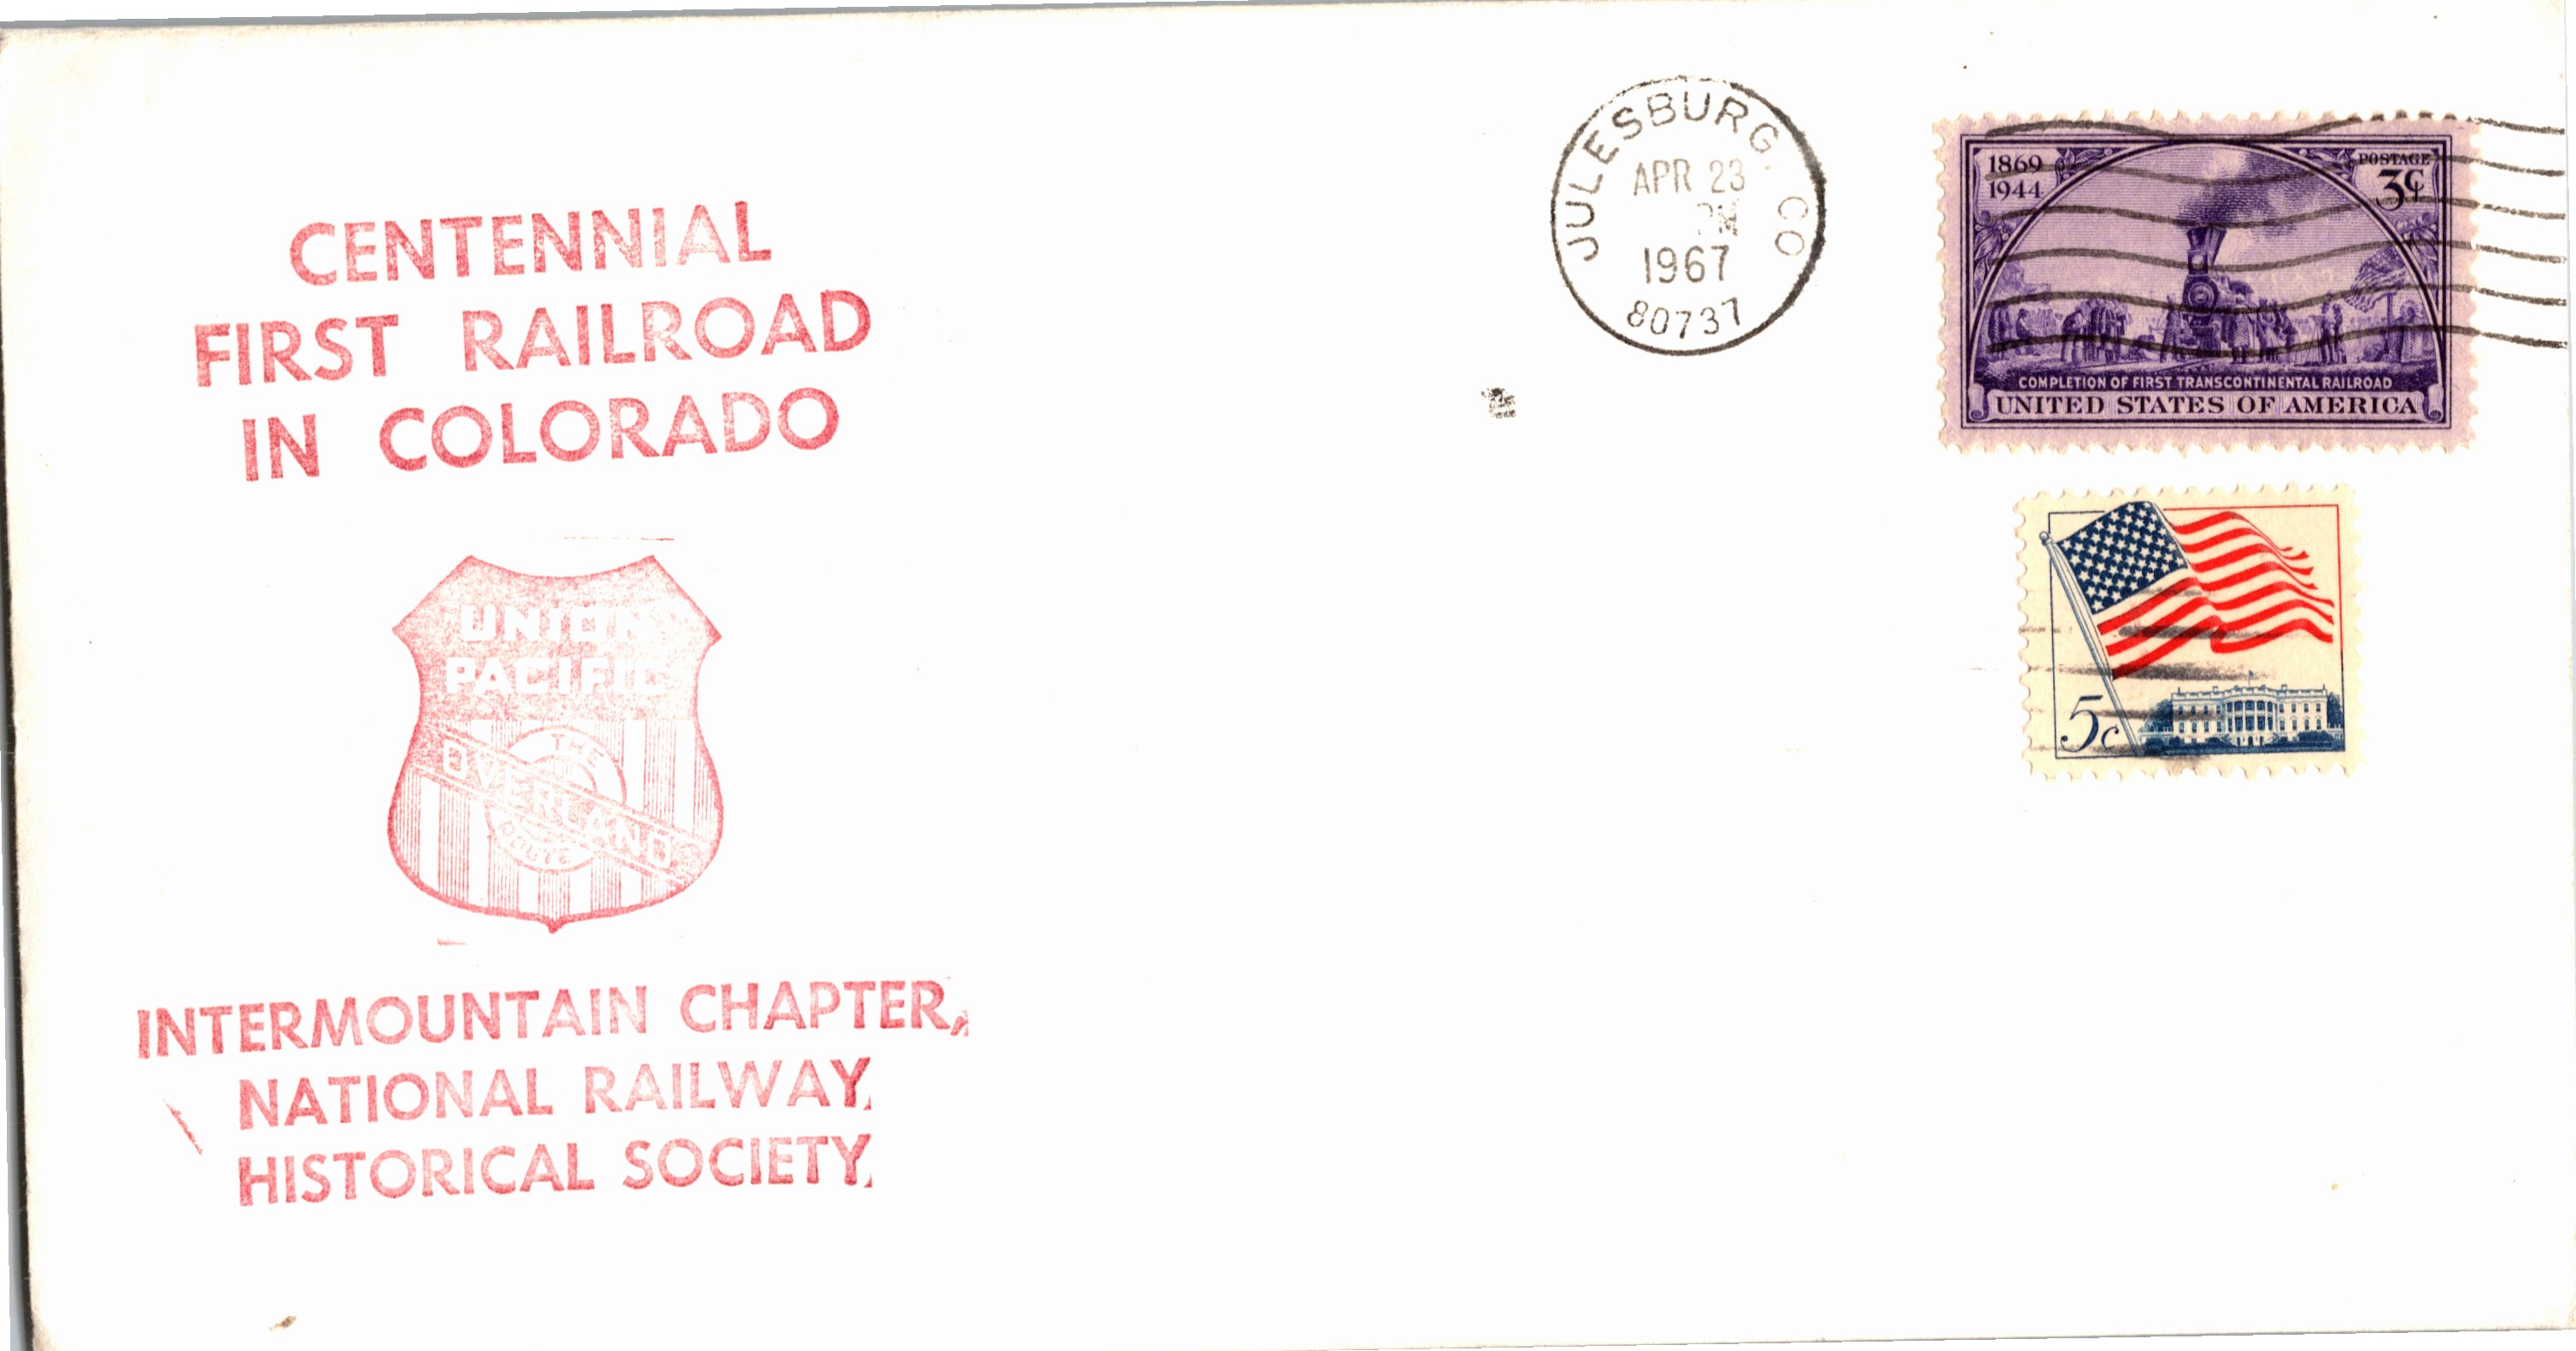 CENTENNIAL
FIRST RAILROAD
IN COLORADO
UNION
PACIFIC
THE
OVERLAND
ROUTE
INTERMOUNTAIN CHAPTER,
NATIONAL RAILWAY,
HISTORICAL SOCIETY,
JULESBURG, CO
APR 23
PM
1967
80737
1869
1944
POSTAGE
3¢
COMPLETION OF FIRST TRANSCONTINENTAL RAILROAD
UNITED STATES OF AMERICA
5c